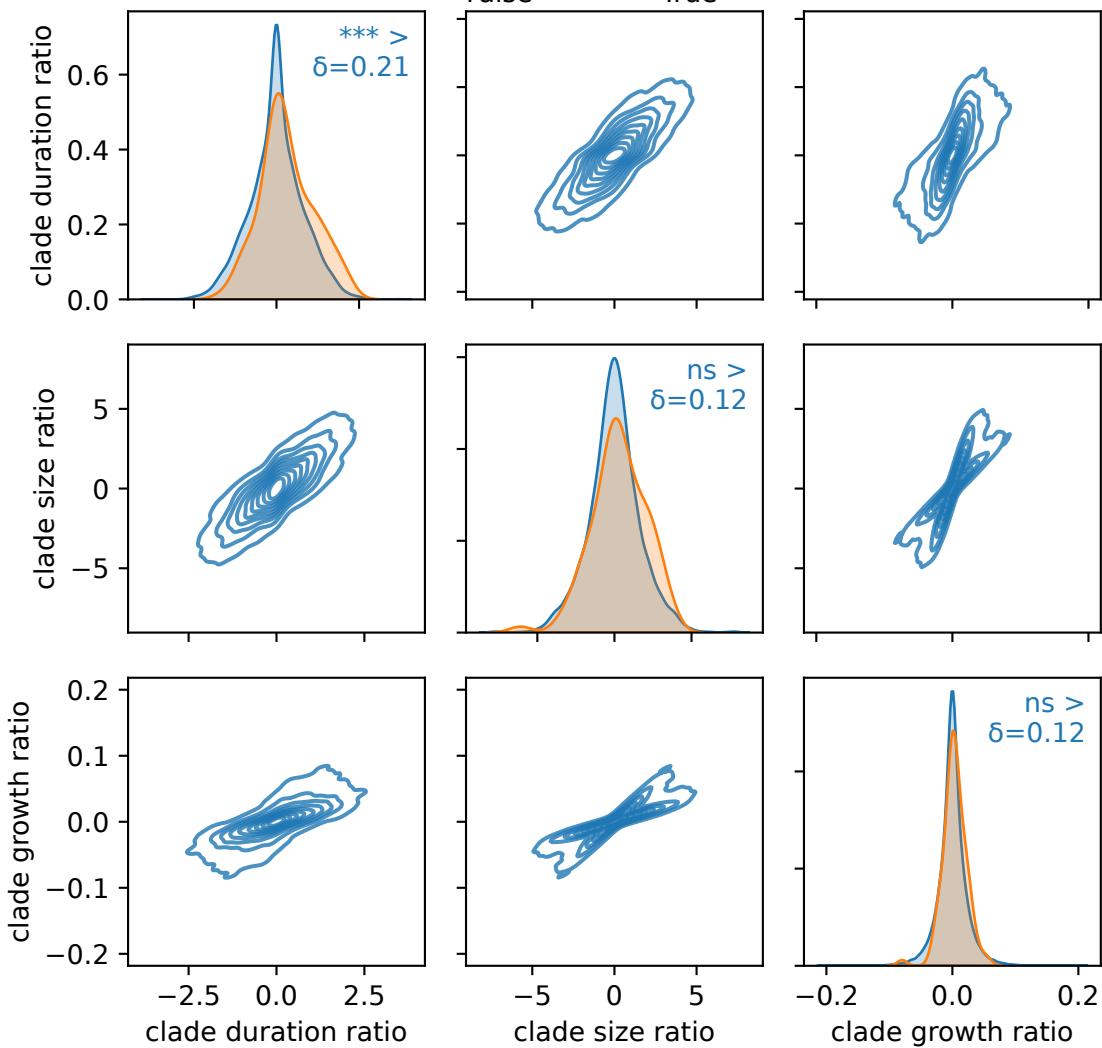 clade duration ratio
0.6
0.4
0.2
0.0
*** >
δ=0.21
clade size ratio
5
0
−5
ns >
δ=0.12
clade growth ratio
0.2
0.1
0.0
−0.1
−0.2
ns >
δ=0.12
−2.5 0.0 2.5
−5 0 5
−0.2 0.0 0.2
clade duration ratio
clade size ratio
clade growth ratio